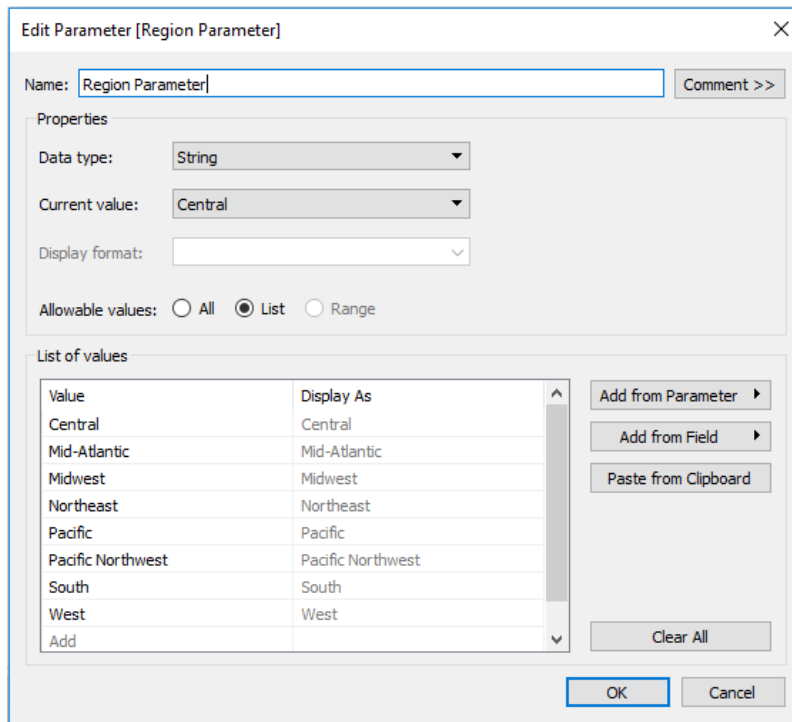 Edit Parameter [Region Parameter]
Name: Region Parameter Comment >>
Properties
Data type: String
Current value: Central
Display format:
Allowable values: All List Range
List of values
Value Display As Add from Parameter
Central Central
Mid-Atlantic Mid-Atlantic Add from Field
Midwest Midwest Paste from Clipboard
Northeast Northeast
Pacific Pacific
Pacific Northwest Pacific Northwest
South South
West West
Add Clear All
OK Cancel